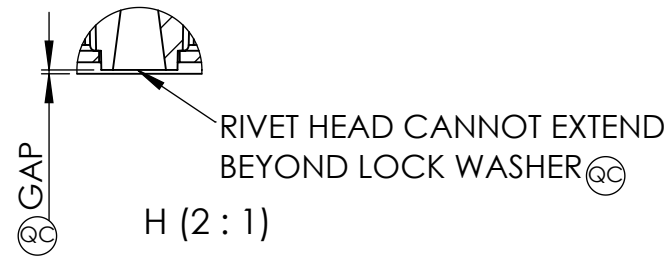 RIVET HEAD CANNOT EXTEND
BEYOND LOCK WASHER QC
QC GAP
H (2 : 1)